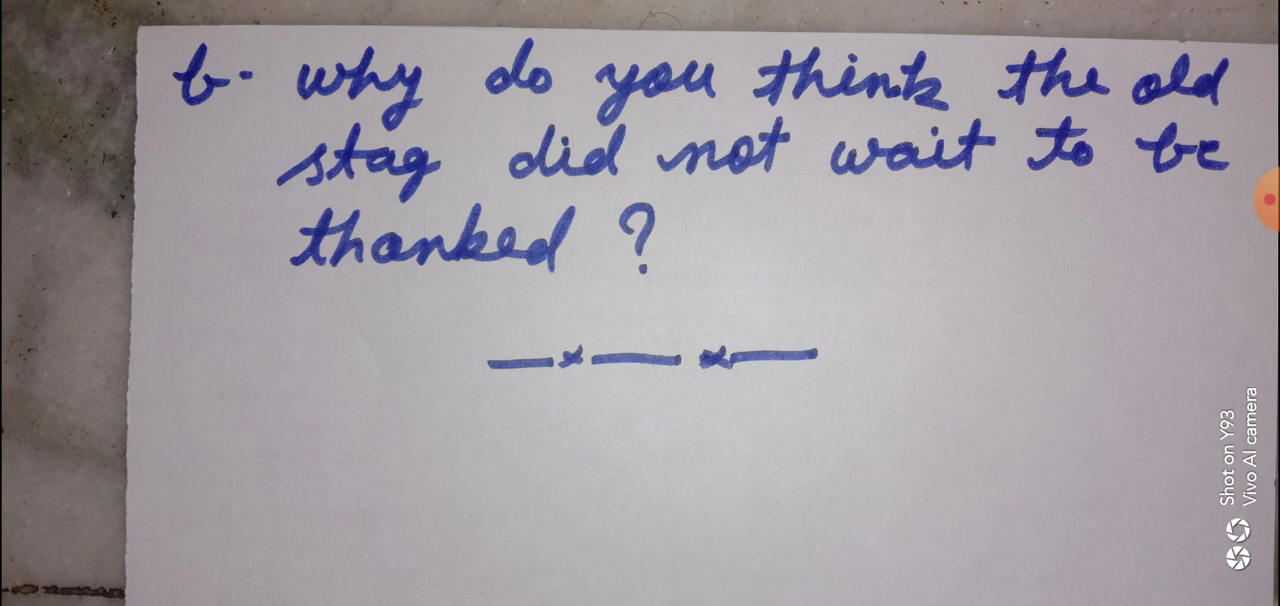 b. why do you think the old
stag did not wait to be
thanked ?
Shot on Y93
Vivo AI camera